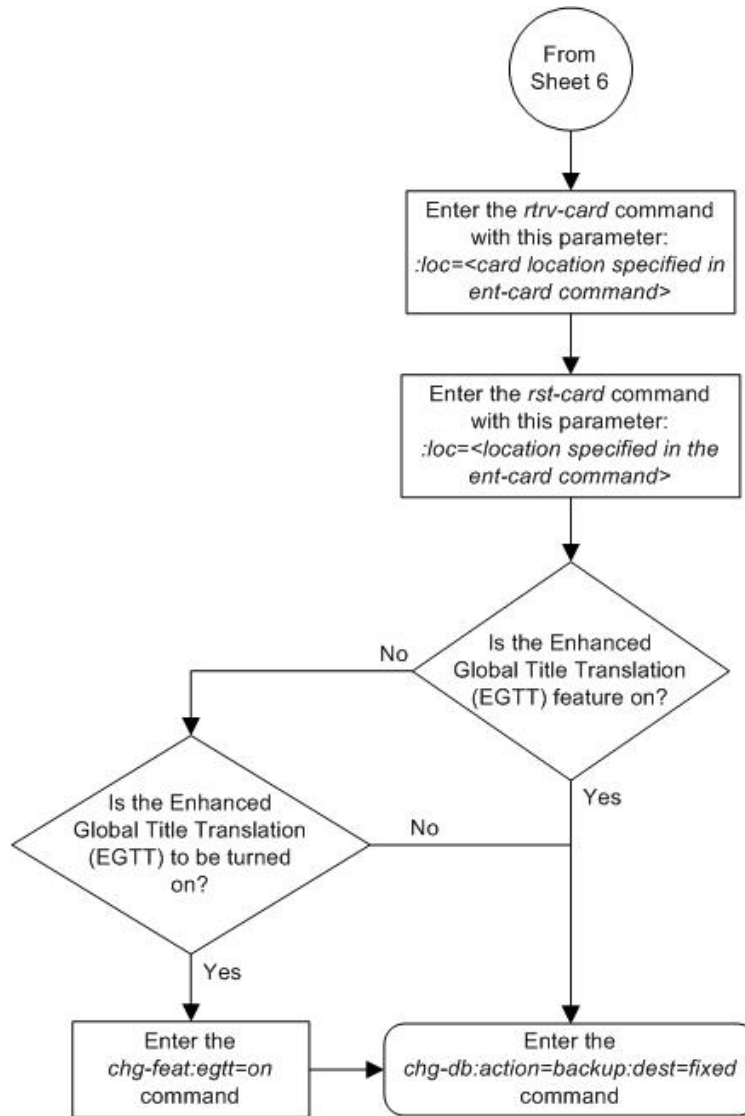 From
Sheet 6
Enter the rtrv-card command
with this parameter:
:loc=<card location specified in
ent-card command>
Enter the rst-card command
with this parameter:
:loc=<location specified in the
ent-card command>
Is the Enhanced
Global Title Translation
(EGTT) feature on?
No
Yes
Is the Enhanced
Global Title Translation
(EGTT) to be turned
on?
No
Yes
Enter the
chg-feat:egtt=on
command
Enter the
chg-db:action=backup:dest=fixed
command